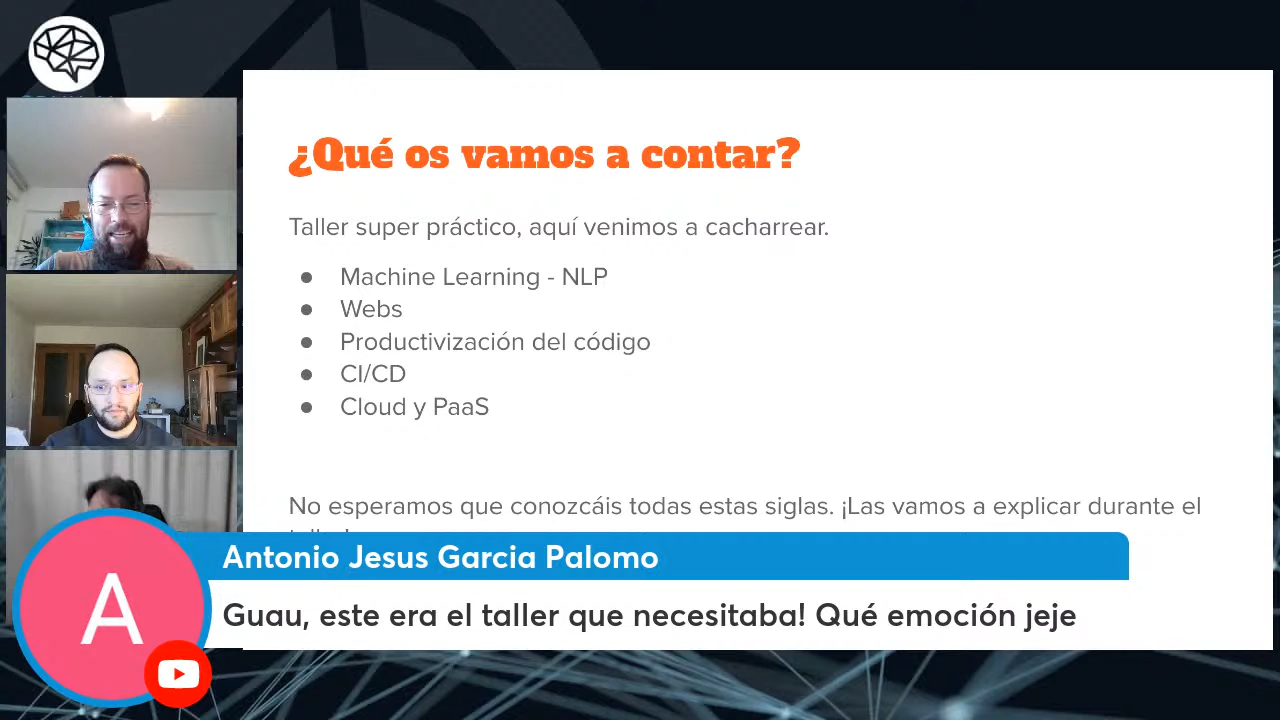 ¿Qué os vamos a contar?
Taller super práctico, aquí venimos a cacharrear.
● Machine Learning - NLP
● Webs
● Productivización del código
● CI/CD
● Cloud y PaaS
No esperamos que conozcáis todas estas siglas. ¡Las vamos a explicar durante el
A
Antonio Jesus Garcia Palomo
Guau, este era el taller que necesitaba! Qué emoción jeje